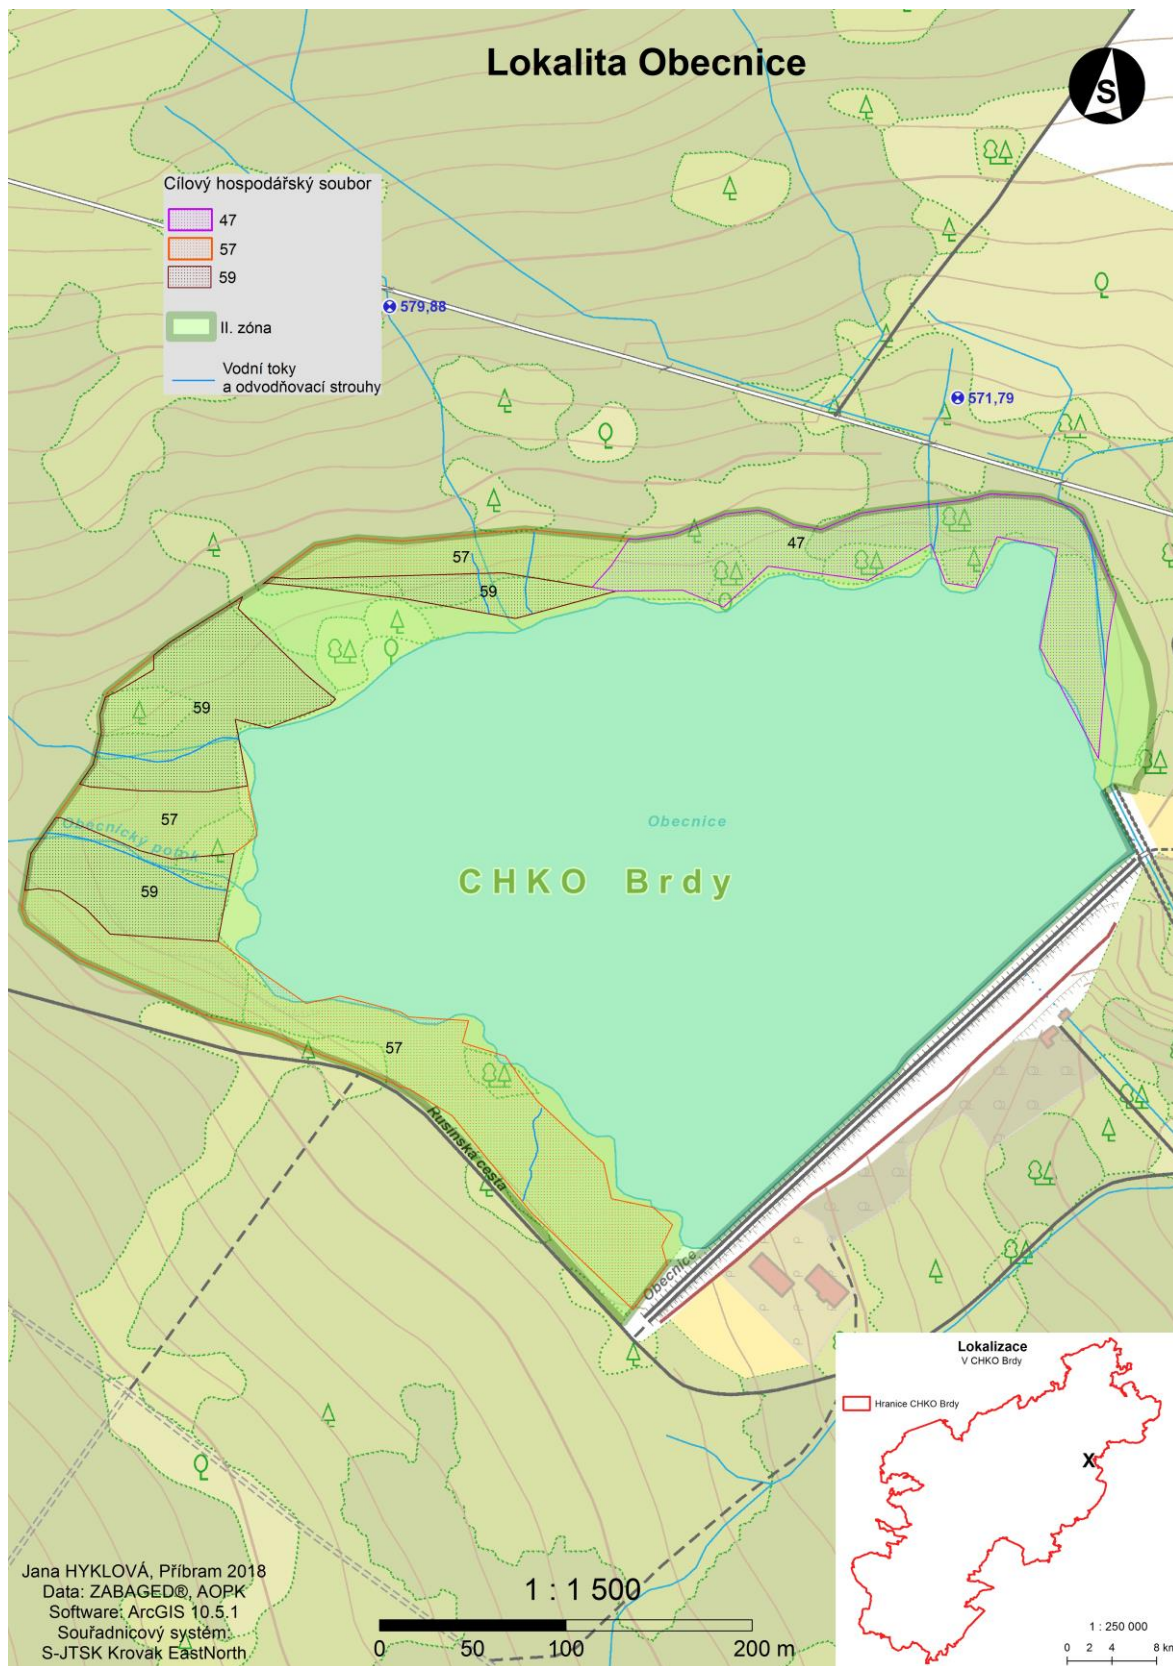 Lokalita Obecnice
S
Cílový hospodářský soubor
47
57
59
II. zóna
Vodní toky
a odvodňovací strouhy
579,88
571,79
47
57
59
59
57
Obecnický potok
59
Obecnice
CHKO Brdy
57
Rusínská cesta
Obecnice
Lokalizace
V CHKO Brdy
Hranice CHKO Brdy
X
1 : 250 000
0 2 4 8 km
Jana HYKLOVÁ, Příbram 2018
Data: ZABAGED®, AOPK
Software: ArcGIS 10.5.1
Souřadnicový systém:
S-JTSK Krovak EastNorth
1 : 1 500
0 50 100 200 m